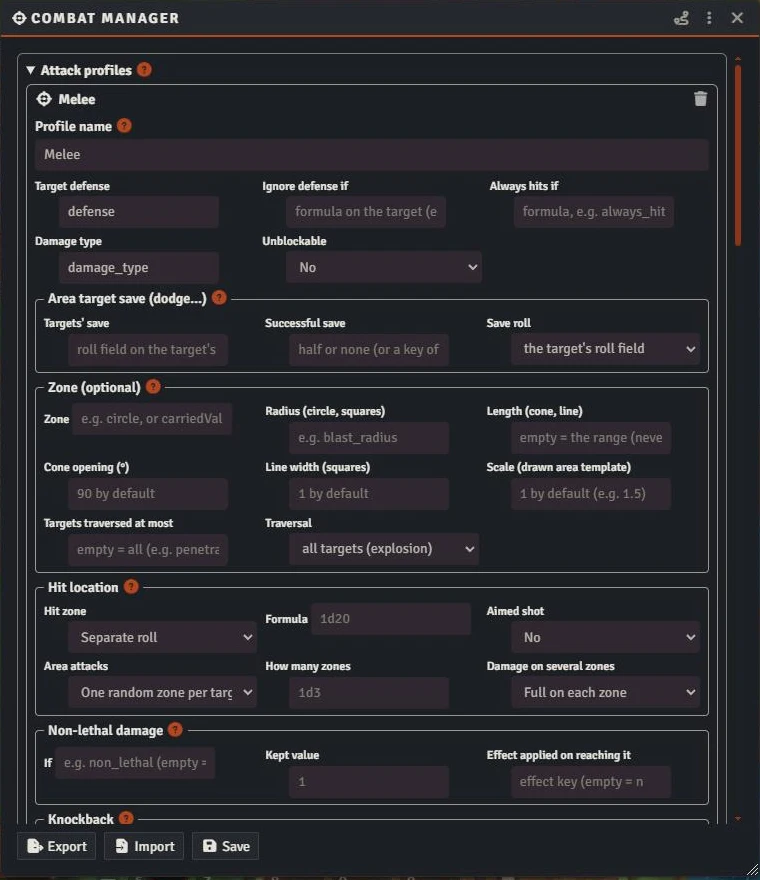 COMBAT MANAGER
Attack profiles ?
Melee
Profile name ?
Melee
Target defense Ignore defense if Always hits if
defense formula on the target (e formula, e.g. always_hit
Damage type Unblockable
damage_type No
Area target save (dodge...) ?
Targets' save Successful save Save roll
roll field on the target's half or none (or a key of the target's roll field
Zone (optional) ?
Zone e.g. circle, or carriedVal Radius (circle, squares) Length (cone, line)
e.g. blast_radius empty = the range (neve
Cone opening (°) Line width (squares) Scale (drawn area template)
90 by default 1 by default 1 by default (e.g. 1.5)
Targets traversed at most Traversal
empty = all (e.g. penetra all targets (explosion)
Hit location ?
Hit zone Formula 1d20 Aimed shot
Separate roll No
Area attacks How many zones Damage on several zones
One random zone per targ 1d3 Full on each zone
Non-lethal damage ?
If e.g. non_lethal (empty = Kept value Effect applied on reaching it
1 effect key (empty = n
Knockback ?
Export Import Save